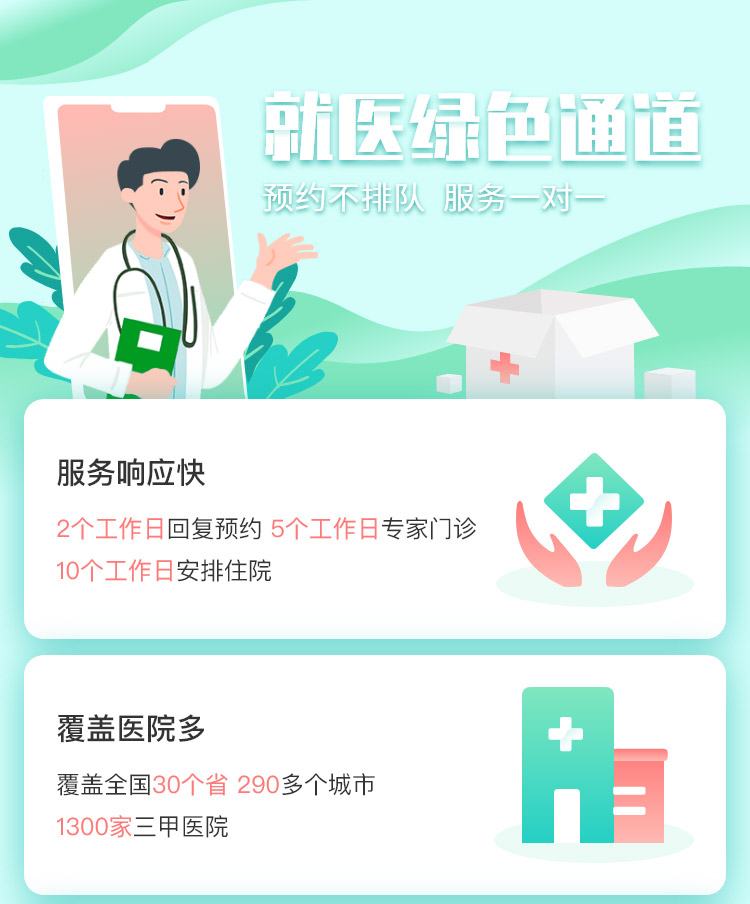 就医绿色通道
预约不排队 服务一对一
服务响应快
2个工作日回复预约 5个工作日专家门诊
10个工作日安排住院
覆盖医院多
覆盖全国30个省 290多个城市
1300家三甲医院